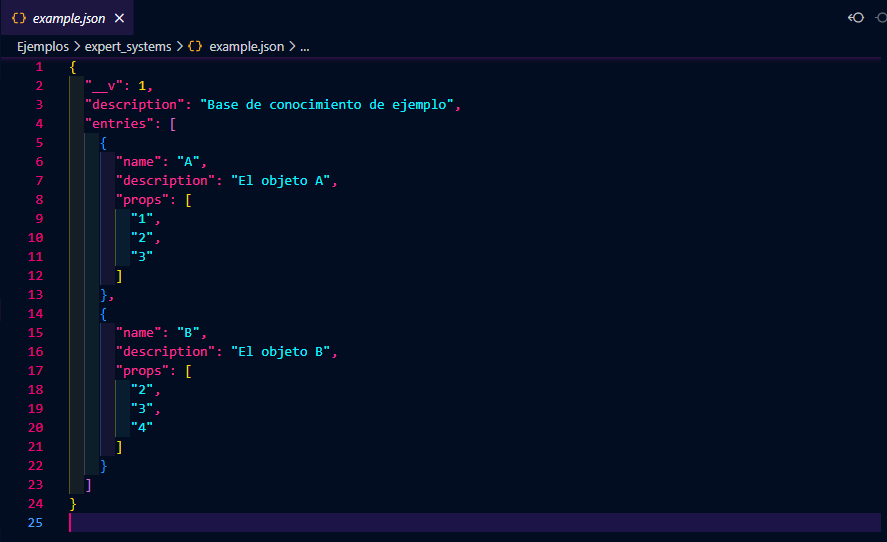 {} example.json ×
Ejemplos > expert_systems > {} example.json > ...
1 {
2 "__v": 1,
3 "description": "Base de conocimiento de ejemplo",
4 "entries": [
5 {
6 "name": "A",
7 "description": "El objeto A",
8 "props": [
9 "1",
10 "2",
11 "3"
12 ]
13 },
14 {
15 "name": "B",
16 "description": "El objeto B",
17 "props": [
18 "2",
19 "3",
20 "4"
21 ]
22 }
23 ]
24 }
25